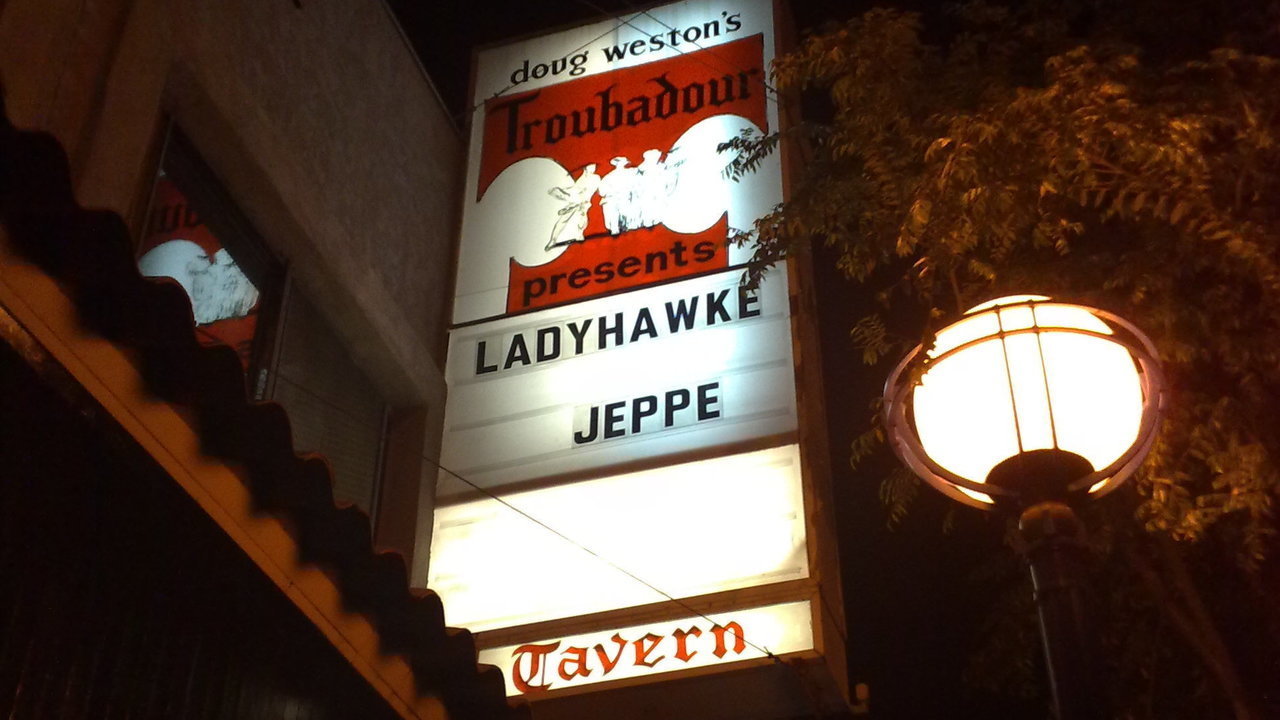 doug weston's
Troubadour
presents
LADYHAWKE
JEPPE
Tavern